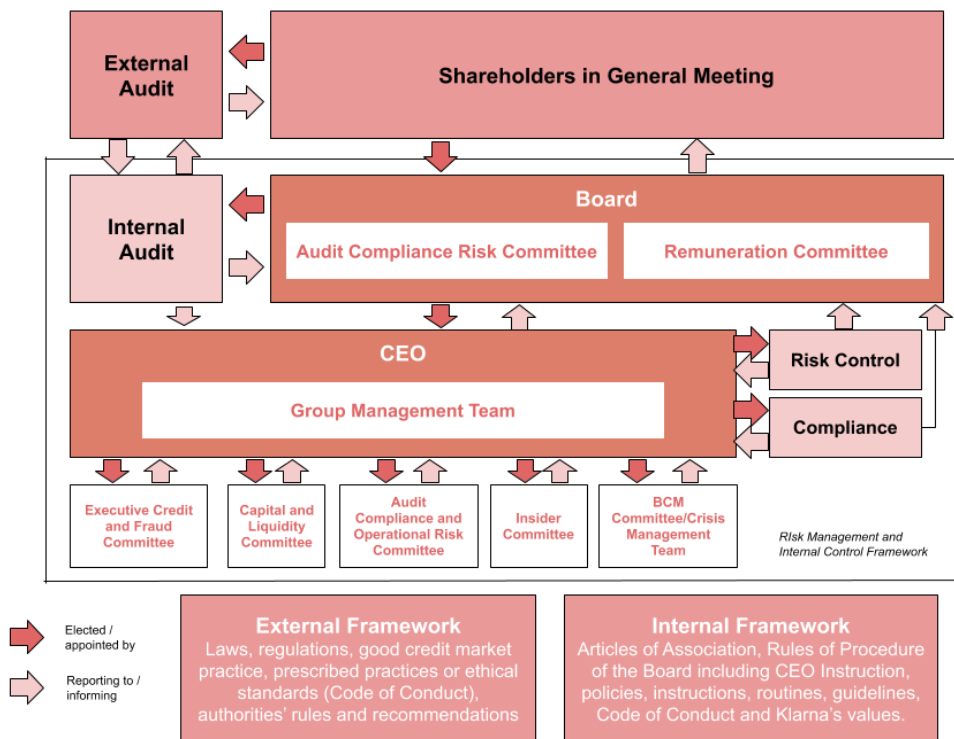 External
Audit
Shareholders in General Meeting
Internal
Audit
Board
Audit Compliance Risk Committee
Remuneration Committee
CEO
Group Management Team
Risk Control
Compliance
Executive Credit
and Fraud
Committee
Capital and
Liquidity
Committee
Audit
Compliance and
Operational Risk
Committee
Insider
Committee
BCM
Committee/Crisis
Management
Team
RIsk Management and
Internal Control Framework
Elected /
appointed by
Reporting to /
informing
External Framework
Laws, regulations, good credit market
practice, prescribed practices or ethical
standards (Code of Conduct),
authorities’ rules and recommendations
Internal Framework
Articles of Association, Rules of Procedure
of the Board including CEO Instruction,
policies, instructions, routines, guidelines,
Code of Conduct and Klarna’s values.